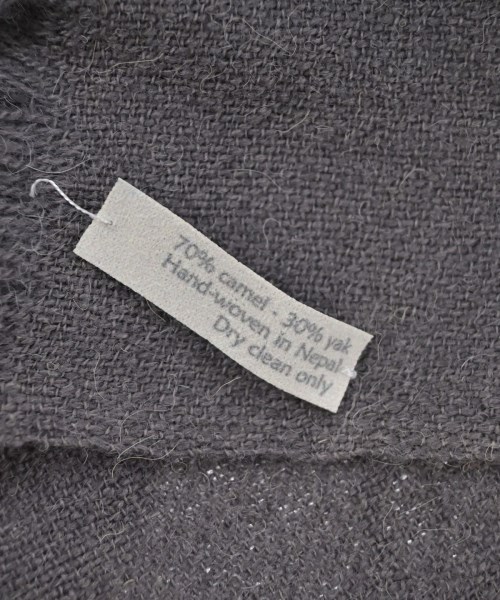 70% camel - 30% yak
Hand-woven in Nepal
Dry clean only